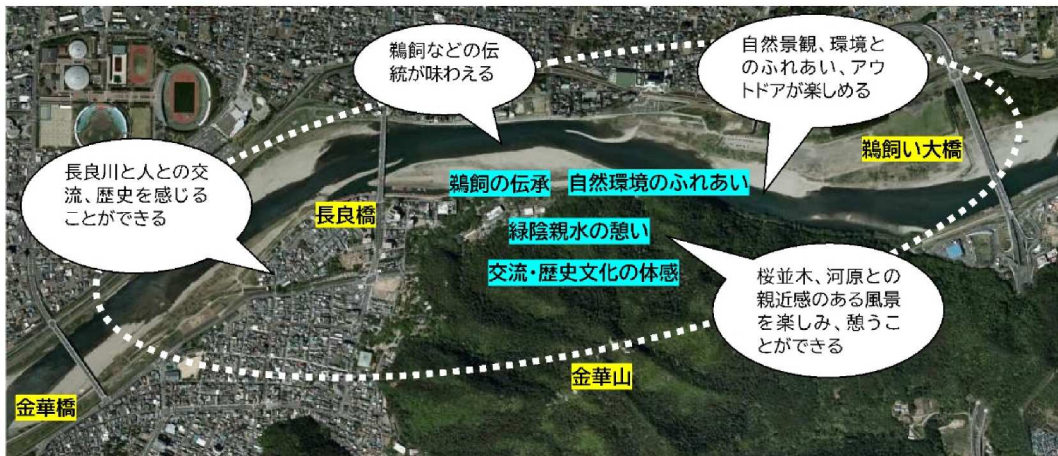 鵜飼などの伝
統が味わえる
自然景観、環境と
のふれあい、アウ
トドアが楽しめる
長良川と人との交
流、歴史を感じる
ことができる
鵜飼い大橋
鵜飼の伝承
自然環境のふれあい
長良橋
緑陰親水の憩い
交流・歴史文化の体感
桜並木、河原との
親近感のある風景
を楽しみ、憩うこ
とができる
金華山
金華橋